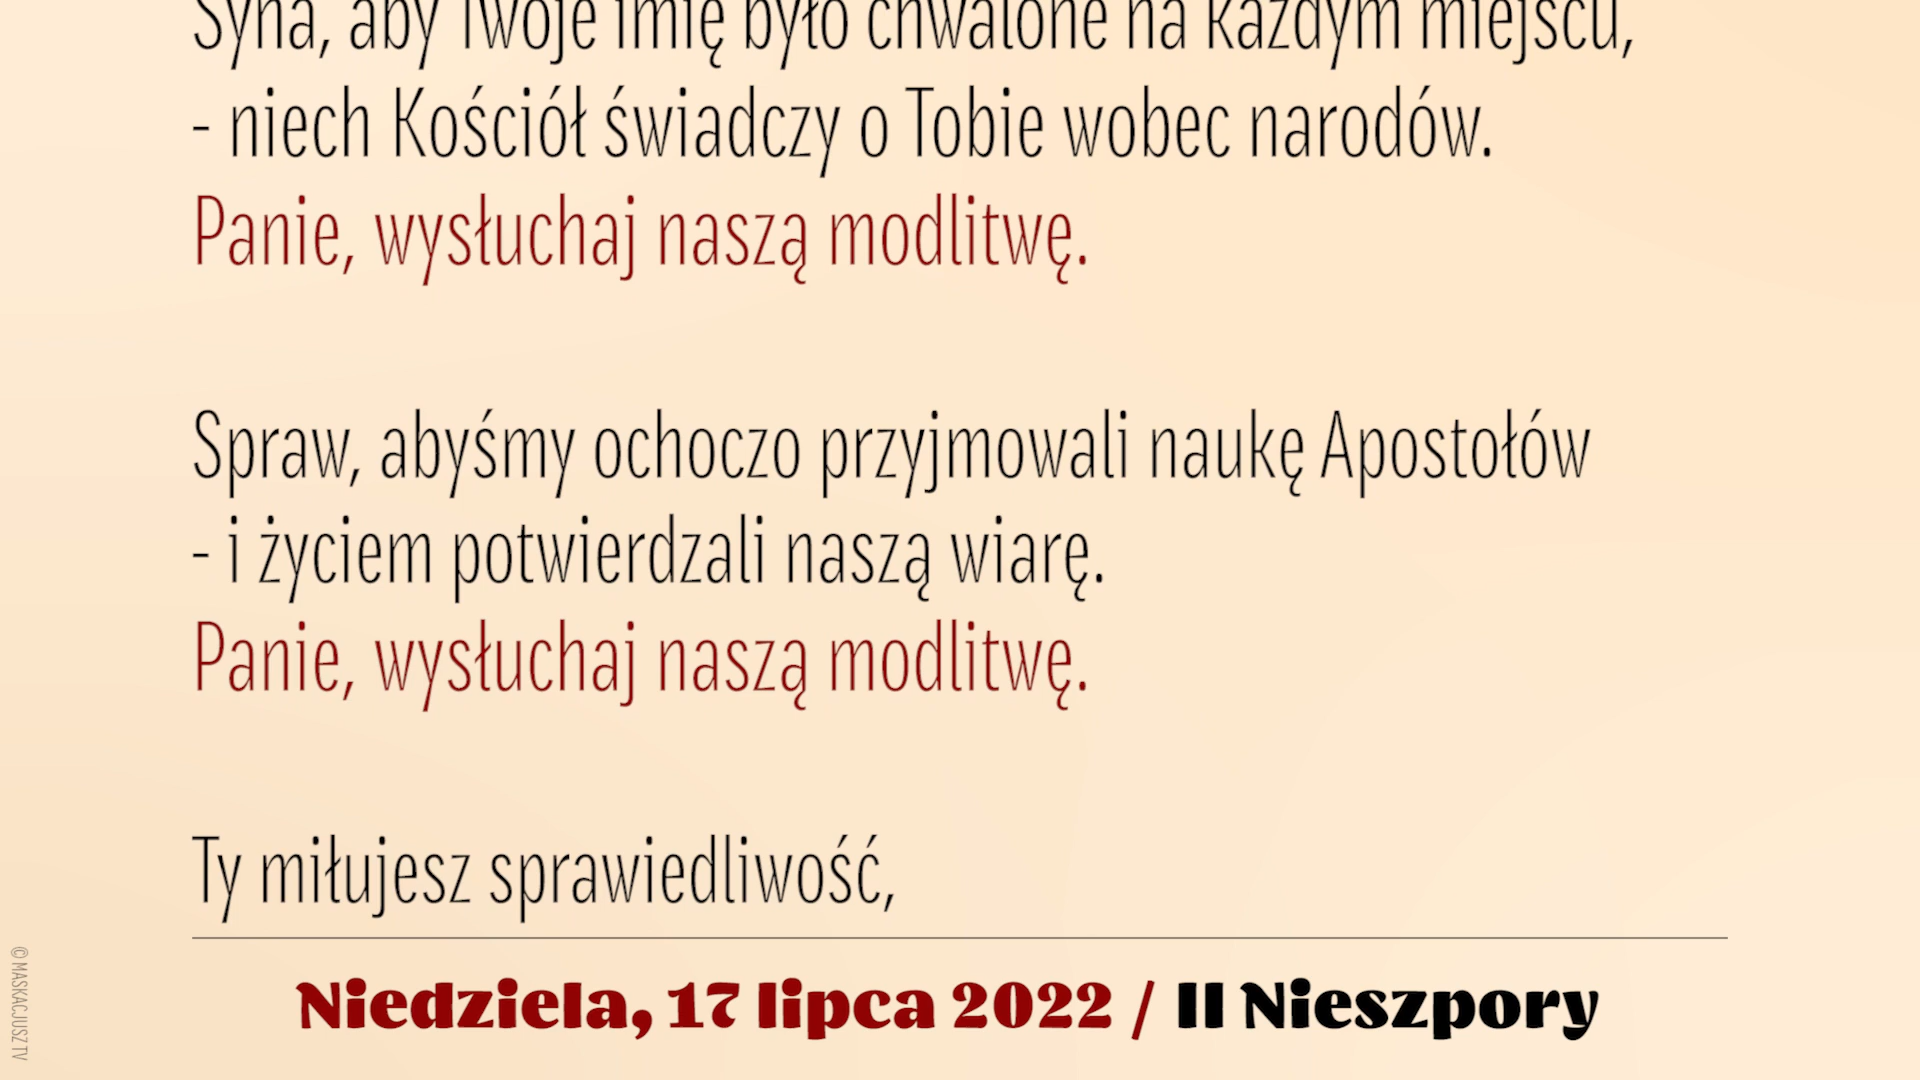 Syna, aby Twoje imię było chwalone na każdym miejscu,
- niech Kościół świadczy o Tobie wobec narodów.
Panie, wysłuchaj naszą modlitwę.
Spraw, abyśmy ochoczo przyjmowali naukę Apostołów
- i życiem potwierdzali naszą wiarę.
Panie, wysłuchaj naszą modlitwę.
Ty miłujesz sprawiedliwość,
Niedziela, 17 lipca 2022 / II Nieszpory
© MASKACJUSZ TV